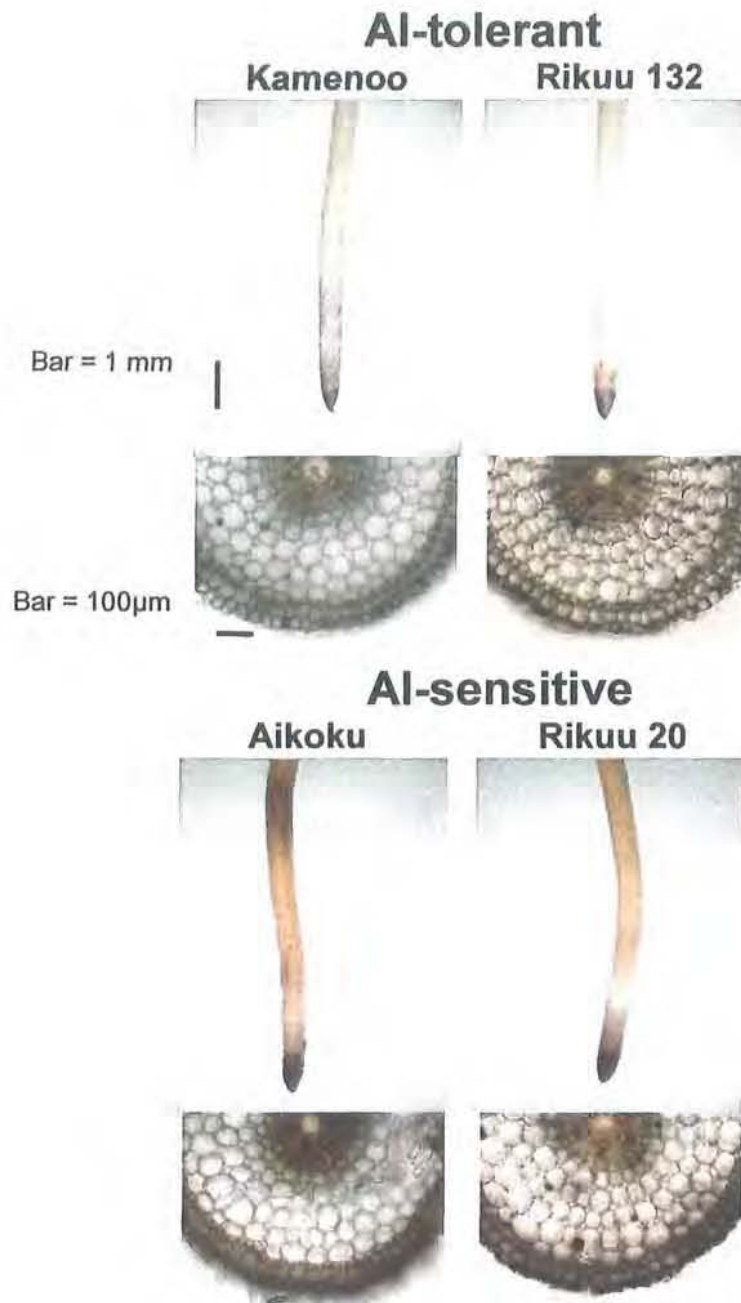 Al-tolerant
Kamenoo Rikuu 132
Bar = 1 mm
Bar = 100µm
Al-sensitive
Aikoku Rikuu 20